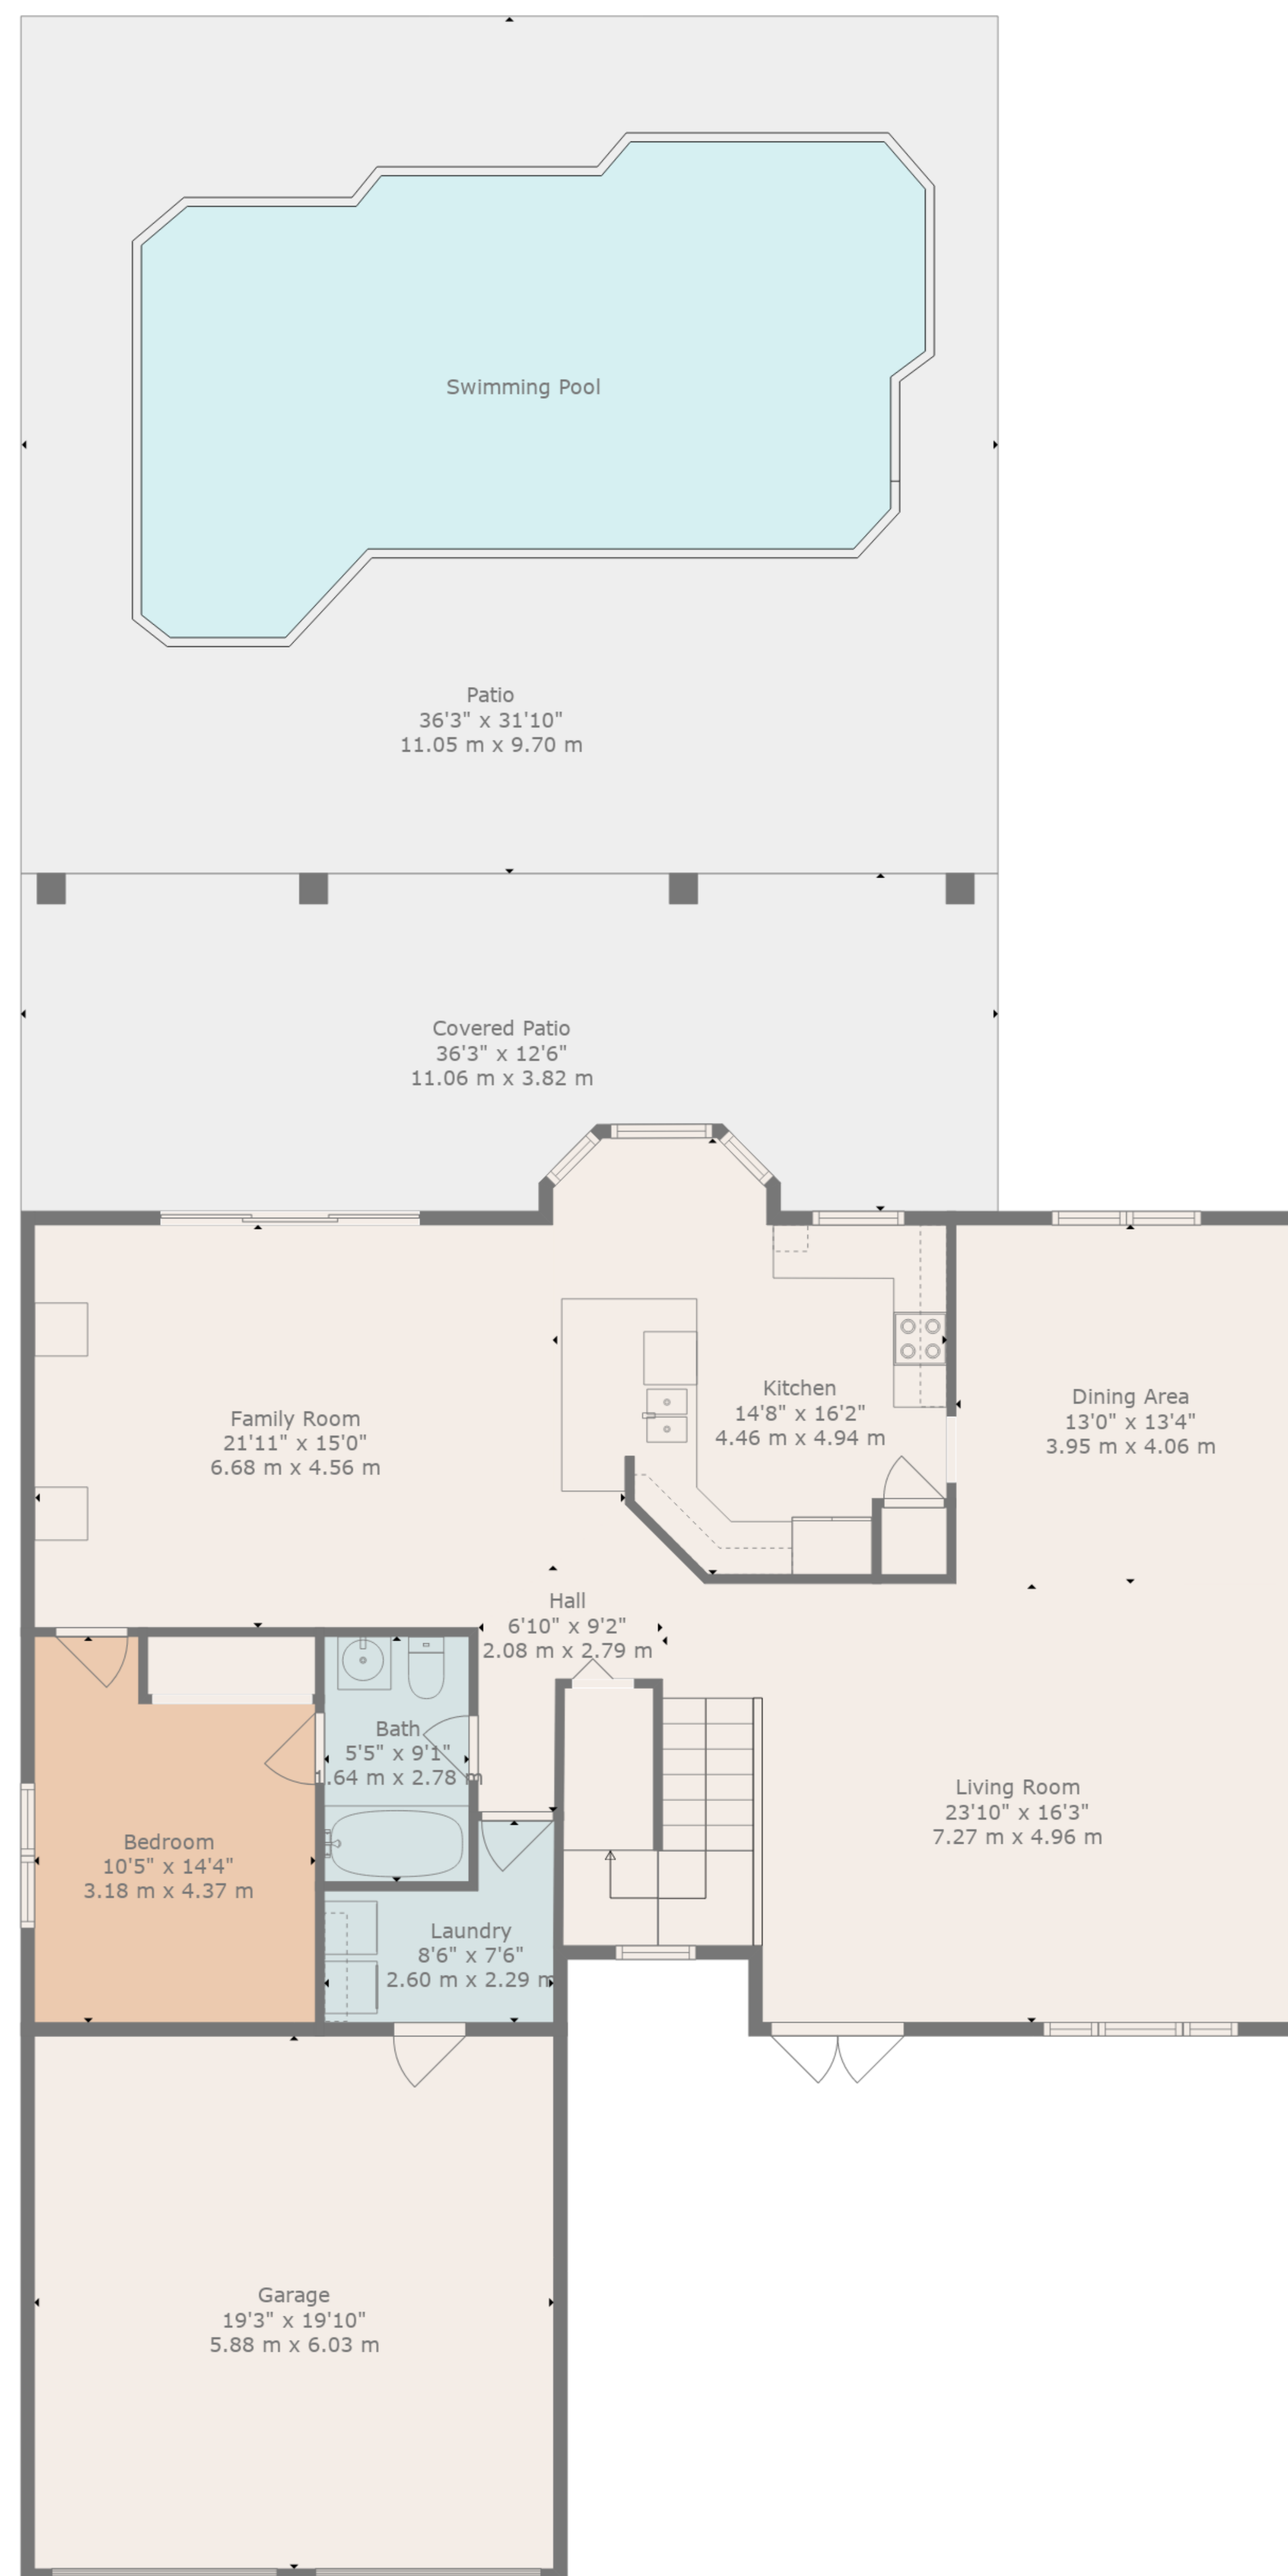 Swimming Pool
Patio
36'3" x 31'10"
11.05 m x 9.70 m
Covered Patio
36'3" x 12'6"
11.06 m x 3.82 m
Family Room
21'11" x 15'0"
6.68 m x 4.56 m
Kitchen
14'8" x 16'2"
4.46 m x 4.94 m
Dining Area
13'0" x 13'4"
3.95 m x 4.06 m
Hall
6'10" x 9'2"
2.08 m x 2.79 m
Bath
5'5" x 9'1"
.64 m x 2.78 m
Living Room
23'10" x 16'3"
7.27 m x 4.96 m
Bedroom
10'5" x 14'4"
3.18 m x 4.37 m
Laundry
8'6" x 7'6"
2.60 m x 2.29 m
Garage
19'3" x 19'10"
5.88 m x 6.03 m